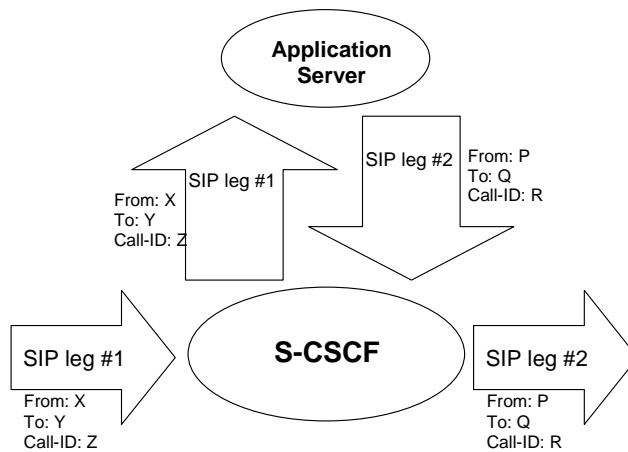 Application
Server
SIP leg #1
From: X
To: Y
Call-ID: Z
SIP leg #2
From: P
To: Q
Call-ID: R
SIP leg #1
From: X
To: Y
Call-ID: Z
S-CSCF
SIP leg #2
From: P
To: Q
Call-ID: R